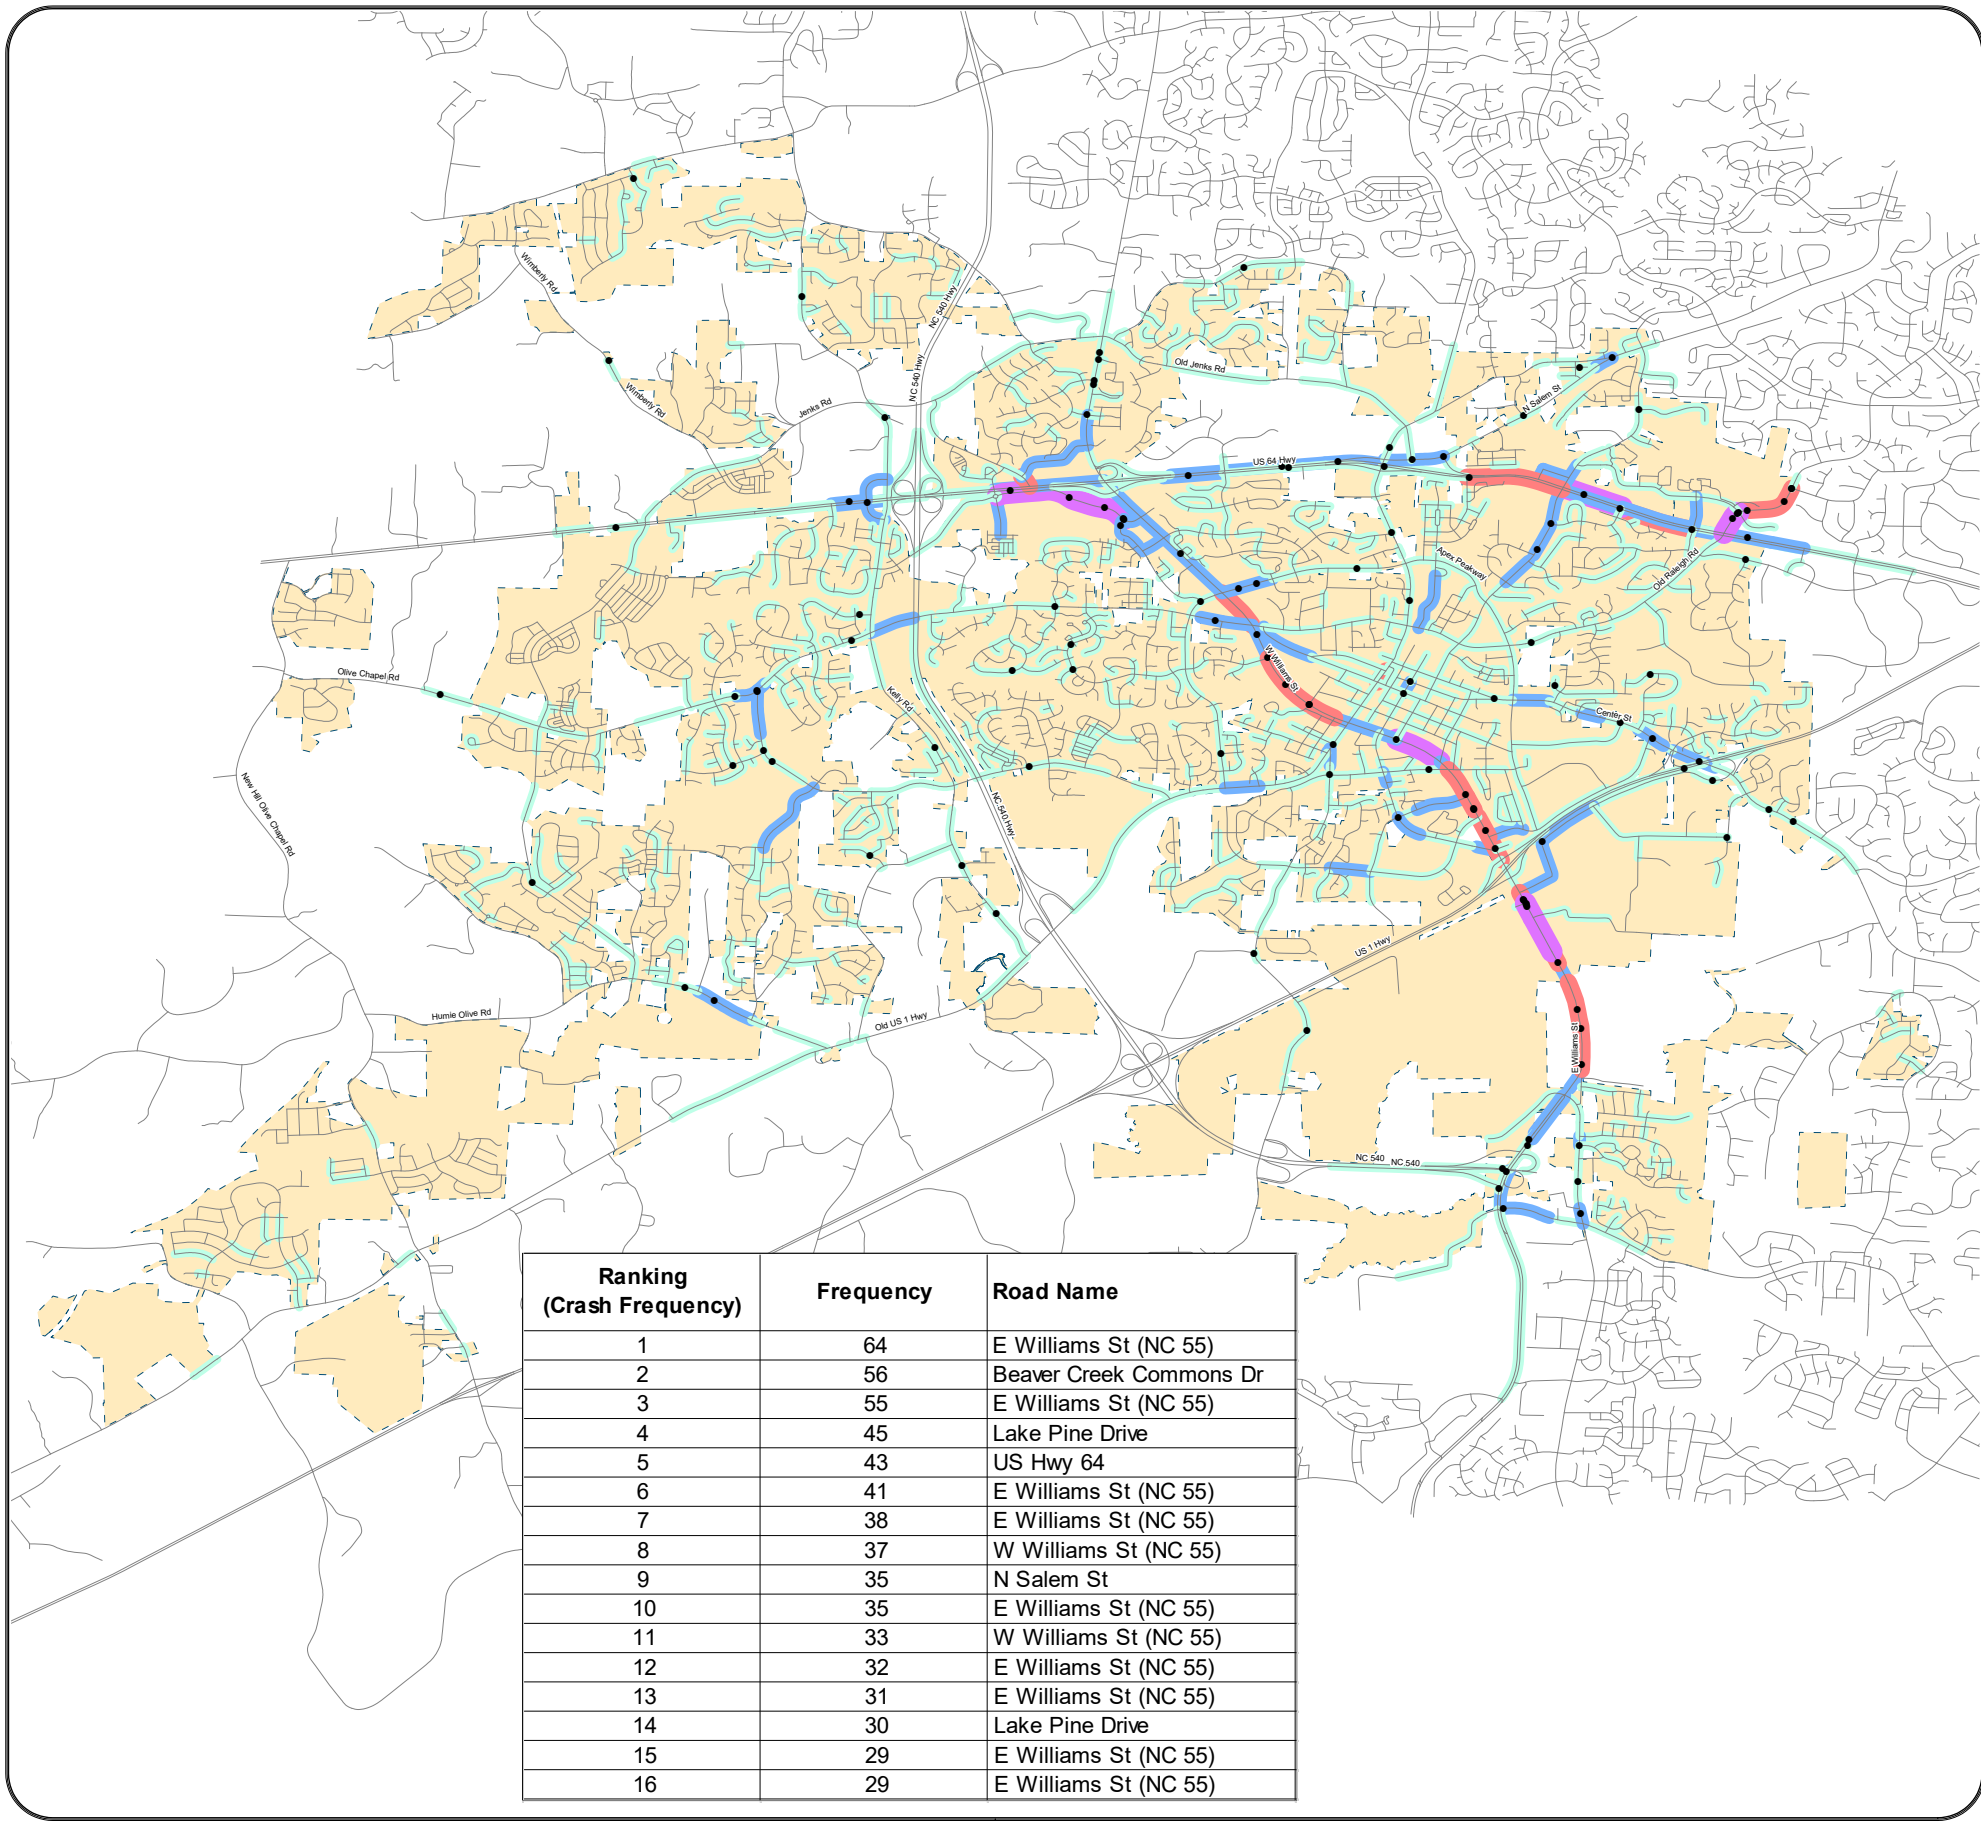 Wimberly Rd
NC 540 Hwy
NC 540 Hwy
Wimberly Rd
Jenks Rd
Old Jenks Rd
N Salem St
US 64 Hwy
Apex Peakway
Old Raleigh Rd
Olive Chapel Rd
Kelly Rd
W Williams St
Center St
New Hill Olive Chapel Rd
NC 540 Hwy
US 1 Hwy
Humie Olive Rd
Old US 1 Hwy
E Williams St
NC 540 NC 540
Ranking
(Crash Frequency) Frequency Road Name
1 64 E Williams St (NC 55)
2 56 Beaver Creek Commons Dr
3 55 E Williams St (NC 55)
4 45 Lake Pine Drive
5 43 US Hwy 64
6 41 E Williams St (NC 55)
7 38 E Williams St (NC 55)
8 37 W Williams St (NC 55)
9 35 N Salem St
10 35 E Williams St (NC 55)
11 33 W Williams St (NC 55)
12 32 E Williams St (NC 55)
13 31 E Williams St (NC 55)
14 30 Lake Pine Drive
15 29 E Williams St (NC 55)
16 29 E Williams St (NC 55)